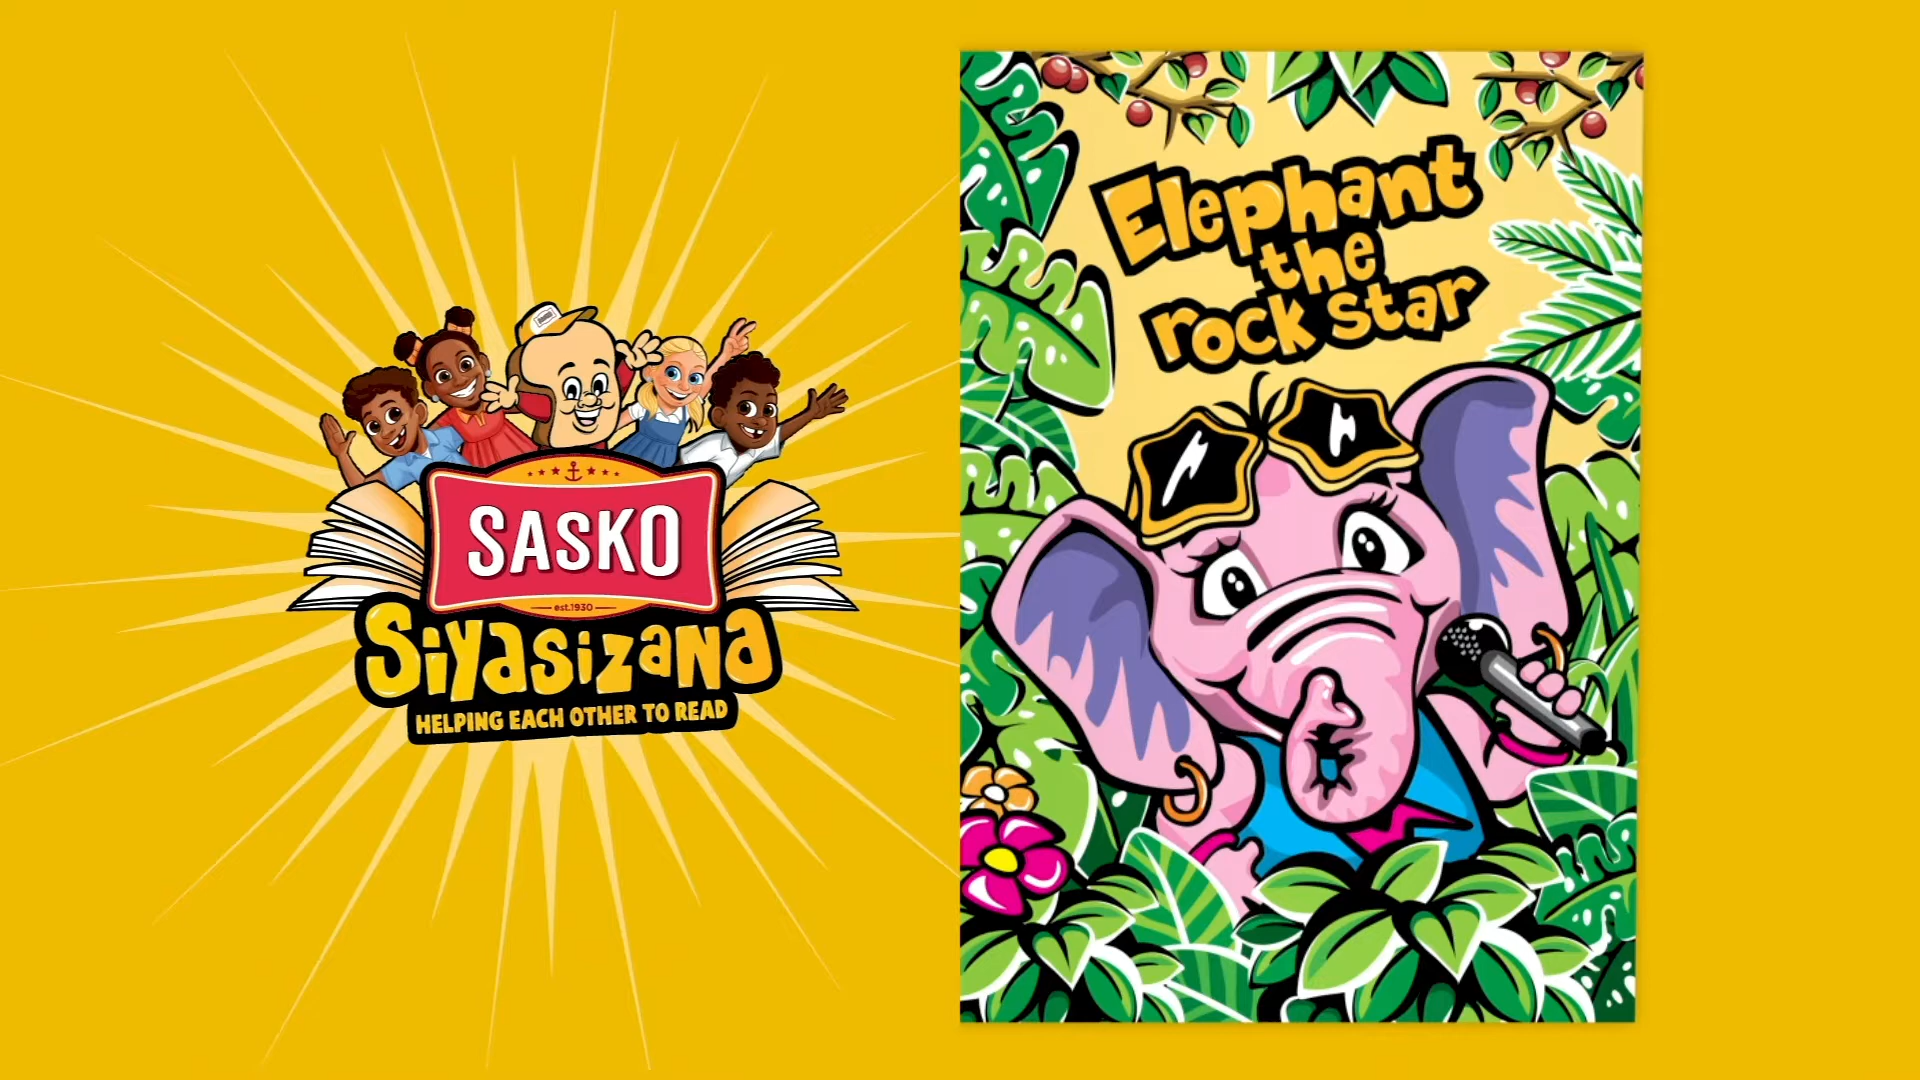 SASKO
est.1930
Siyasizana
HELPING EACH OTHER TO READ
Elephant
the
rock star